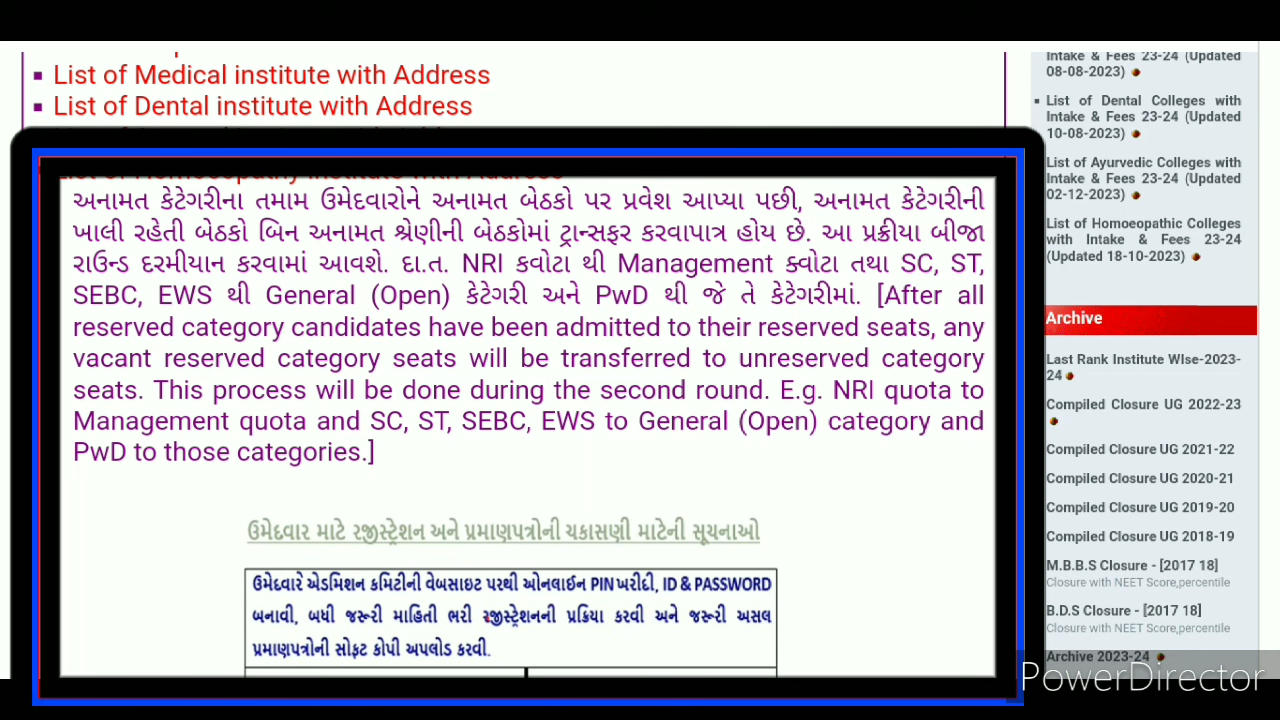 List of Medical institute with Address
List of Dental institute with Address
અનામત કેટેગરીના તમામ ઉમેદવારોને અનામત બેઠકો પર પ્રવેશ આપ્યા પછી, અનામત કેટેગરીની
ખાલી રહેતી બેઠકો બિન અનામત શ્રેણીની બેઠકોમાં ટ્રાન્સફર કરવાપાત્ર હોય છે. આ પ્રક્રીયા બીજા
રાઉન્ડ દરમીયાન કરવામાં આવશે. દા.ત. NRI કવોટા થી Management ક્વોટા તથા SC, ST,
SEBC, EWS થી General (Open) કેટેગરી અને PwD થી જે તે કેટેગરીમાં. [After all
reserved category candidates have been admitted to their reserved seats, any
vacant reserved category seats will be transferred to unreserved category
seats. This process will be done during the second round. E.g. NRI quota to
Management quota and SC, ST, SEBC, EWS to General (Open) category and
PwD to those categories.]
ઉમેદવાર માટે રજીસ્ટ્રેશન અને પ્રમાણપત્રોની ચકાસણી માટેની સૂચનાઓ
ઉમેદવારે એડમિશન કમિટીની વેબસાઇટ પરથી ઓનલાઈન PIN ખરીદી, ID & PASSWORD
બનાવી, બધી જરૂરી માહિતી ભરી રજીસ્ટ્રેશનની પ્રક્રિયા કરવી અને જરૂરી અસલ
પ્રમાણપત્રોની સોફ્ટ કોપી અપલોડ કરવી.
Intake & Fees 23-24 (Updated
08-08-2023)
List of Dental Colleges with
Intake & Fees 23-24 (Updated
10-08-2023)
List of Ayurvedic Colleges with
Intake & Fees 23-24 (Updated
02-12-2023)
List of Homoeopathic Colleges
with Intake & Fees 23-24
(Updated 18-10-2023)
Archive
Last Rank Institute WIse-2023-
24
Compiled Closure UG 2022-23
Compiled Closure UG 2021-22
Compiled Closure UG 2020-21
Compiled Closure UG 2019-20
Compiled Closure UG 2018-19
M.B.B.S Closure - [2017 18]
Closure with NEET Score,percentile
B.D.S Closure - [2017 18]
Closure with NEET Score,percentile
Archive 2023-24
PowerDirector